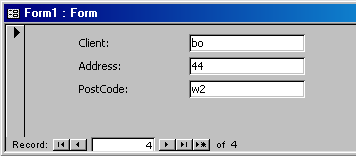 Form1 : Form
Client: bo
Address: 44
PostCode: w2
Record: 4 of 4